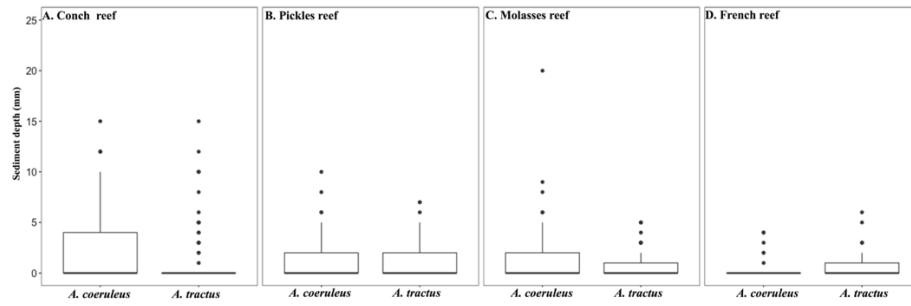 A. Conch reef
B. Pickles reef
C. Molasses reef
D. French reef
Sediment depth (mm)
25
20
15
10
5
0
A. coeruleus
A. tractus
A. coeruleus
A. tractus
A. coeruleus
A. tractus
A. coeruleus
A. tractus